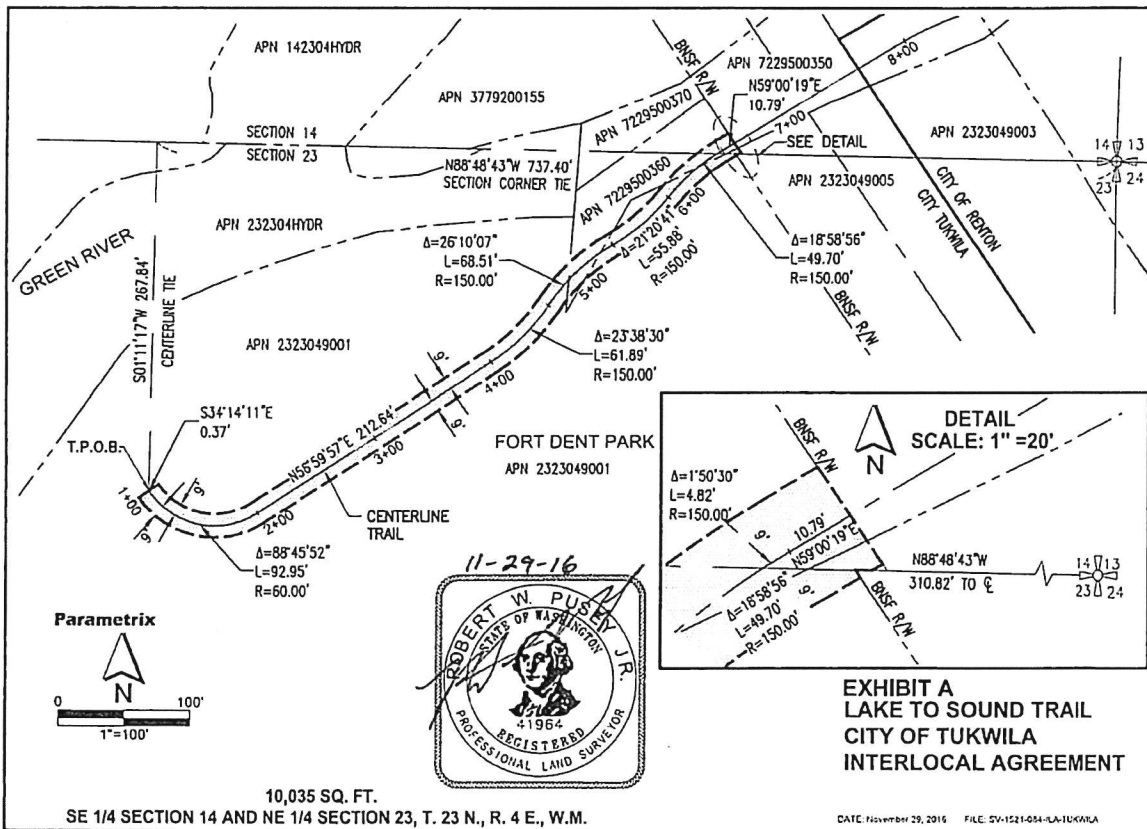 APN 142304HYDR
APN 3779200155
BNSF R/W
APN 7229500350
N59°00'19"E
10.79'
8+00
7+00
APN 7229500370
SEE DETAIL
APN 2323049003
14 13
23 24
SECTION 14
SECTION 23
N88°48'43"W 737.40'
SECTION CORNER TIE
APN 7229500360
APN 2323049005
CITY OF RENTON
CITY TUKWILA
APN 232304HYDR
GREEN RIVER
Δ=26°10'07"
L=68.51'
R=150.00'
6+00
Δ=21°20'41"
L=55.88'
R=150.00'
5+00
Δ=18°58'56"
L=49.70'
R=150.00'
BNSF R/W
S01°11'17"W 267.84'
CENTERLINE TIE
APN 2323049001
Δ=23°38'30"
L=61.89'
R=150.00'
9'
4+00
9'
S34°14'11"E
0.37'
T.P.O.B.
N56°59'57"E 212.64'
3+00
FORT DENT PARK
APN 2323049001
1+00
9'
9'
2+00
CENTERLINE
TRAIL
Δ=88°45'52"
L=92.95'
R=60.00'
DETAIL
SCALE: 1" =20'
N
BNSF R/W
Δ=1°50'30"
L=4.82'
R=150.00'
9'
10.79'
N59°00'19"E
N88°48'43"W
310.82' TO ℄
14 13
23 24
Δ=18°58'56"
L=49.70'
R=150.00'
9'
BNSF R/W
11-29-16
ROBERT W. PUSEY JR.
STATE OF WASHINGTON
41964
REGISTERED
PROFESSIONAL LAND SURVEYOR
Parametrix
N
0 100'
1"=100'
EXHIBIT A
LAKE TO SOUND TRAIL
CITY OF TUKWILA
INTERLOCAL AGREEMENT
10,035 SQ. FT.
SE 1/4 SECTION 14 AND NE 1/4 SECTION 23, T. 23 N., R. 4 E., W.M.
DATE: November 29, 2016 FILE: SV-1521-084-ILA-TUKWILA